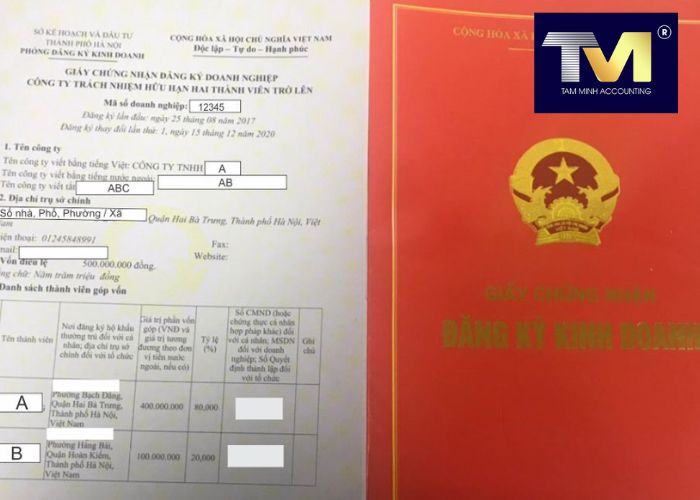 SỞ KẾ HOẠCH VÀ ĐẦU TƯ
THÀNH PHỐ HÀ NỘI
PHÒNG ĐĂNG KÝ KINH DOANH
CỘNG HÒA XÃ HỘI CHỦ NGHĨA VIỆT NAM
Độc lập - Tự do - Hạnh phúc
GIẤY CHỨNG NHẬN ĐĂNG KÝ DOANH NGHIỆP
CÔNG TY TRÁCH NHIỆM HỮU HẠN HAI THÀNH VIÊN TRỞ LÊN
Mã số doanh nghiệp: 12345
Đăng ký lần đầu: ngày 25 tháng 08 năm 2017
Đăng ký thay đổi lần thứ: 1, ngày 15 tháng 12 năm 2020
1. Tên công ty
Tên công ty viết bằng tiếng Việt: CÔNG TY TNHH A
Tên công ty viết bằng tiếng nước ngoài: AB
Tên công ty viết tắt ABC
2. Địa chỉ trụ sở chính
Số nhà, Phố, Phường / Xã Quận Hai Bà Trưng, Thành phố Hà Nội, Việt
Nam
iện thoại: 01245848991 Fax:
mail: Website:
Vốn điều lệ 500.000.000 đồng.
ng chữ: Năm trăm triệu đồng
Danh sách thành viên góp vốn
Tên thành viên
Nơi đăng ký hộ khẩu
thường trú đối với cá
nhân; địa chỉ trụ sở
chính đối với tổ chức
Giá trị phần vốn
góp (VNĐ và
giá trị tương
đương theo đơn
vị tiền nước
ngoài, nếu có)
Tỷ lệ
(%)
Số CMND (hoặc
chứng thực cá nhân
hợp pháp khác) đối
với cá nhân; MSDN
đối với doanh
nghiệp; Số Quyết
định thành lập đối
với tổ chức
Ghi
chú
A
Phường Bạch Đằng,
Quận Hai Bà Trưng,
Thành phố Hà Nội,
Việt Nam
400.000.000
80,000
B
Phường Hàng Bài,
Quận Hoàn Kiếm,
Thành phố Hà Nội,
Việt Nam
100.000.000
20,000
CỘNG HÒA XÃ H
TM ®
TAM MINH ACCOUNTING
GIẤY CHỨNG NHẬN
ĐĂNG KÝ KINH DOANH